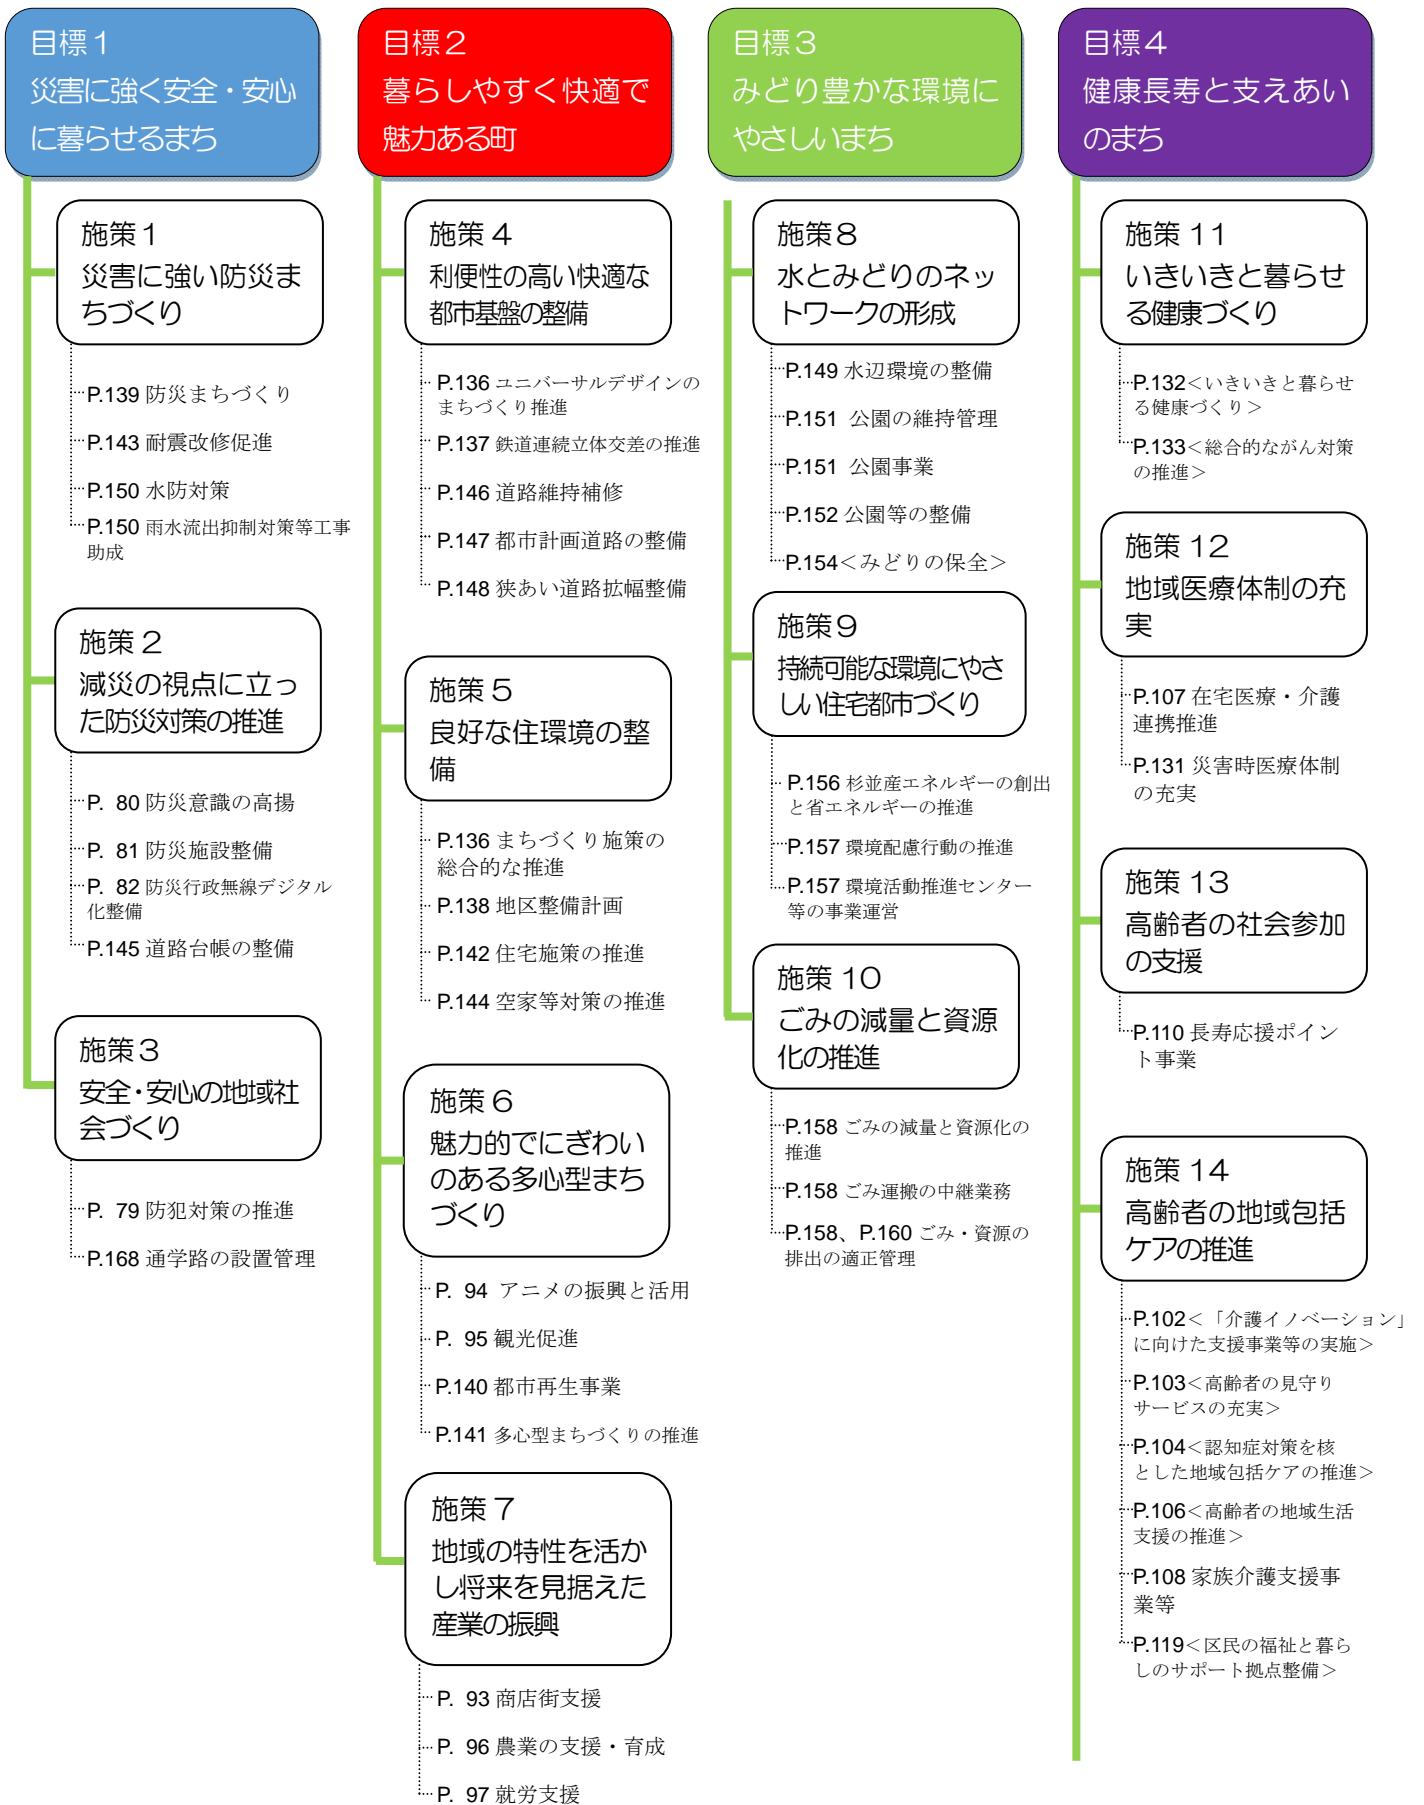 目標１
災害に強く安全・安心
に暮らせるまち
施策１
災害に強い防災ま
ちづくり
P.139 防災まちづくり
P.143 耐震改修促進
P.150 水防対策
P.150 雨水流出抑制対策等工事
助成
施策２
減災の視点に立っ
た防災対策の推進
P. 80 防災意識の高揚
P. 81 防災施設整備
P. 82 防災行政無線デジタル
化整備
P.145 道路台帳の整備
施策３
安全・安心の地域社
会づくり
P. 79 防犯対策の推進
P.168 通学路の設置管理
目標２
暮らしやすく快適で
魅力ある町
施策４
利便性の高い快適な
都市基盤の整備
P.136 ユニバーサルデザインの
まちづくり推進
P.137 鉄道連続立体交差の推進
P.146 道路維持補修
P.147 都市計画道路の整備
P.148 狭あい道路拡幅整備
施策５
良好な住環境の整
備
P.136 まちづくり施策の
総合的な推進
P.138 地区整備計画
P.142 住宅施策の推進
P.144 空家等対策の推進
施策６
魅力的でにぎわい
のある多心型まち
づくり
P. 94 アニメの振興と活用
P. 95 観光促進
P.140 都市再生事業
P.141 多心型まちづくりの推進
施策７
地域の特性を活か
し将来を見据えた
産業の振興
P. 93 商店街支援
P. 96 農業の支援・育成
P. 97 就労支援
目標３
みどり豊かな環境に
やさしいまち
施策８
水とみどりのネッ
トワークの形成
P.149 水辺環境の整備
P.151 公園の維持管理
P.151 公園事業
P.152 公園等の整備
P.154＜みどりの保全＞
施策９
持続可能な環境にやさ
しい住宅都市づくり
P.156 杉並産エネルギーの創出
と省エネルギーの推進
P.157 環境配慮行動の推進
P.157 環境活動推進センター
等の事業運営
施策 10
ごみの減量と資源
化の推進
P.158 ごみの減量と資源化の
推進
P.158 ごみ運搬の中継業務
P.158、P.160 ごみ・資源の
排出の適正管理
目標４
健康長寿と支えあい
のまち
施策 11
いきいきと暮らせ
る健康づくり
P.132＜いきいきと暮らせ
る健康づくり＞
P.133＜総合的ながん対策
の推進＞
施策 12
地域医療体制の充
実
P.107 在宅医療・介護
連携推進
P.131 災害時医療体制
の充実
施策 13
高齢者の社会参加
の支援
P.110 長寿応援ポイン
ト事業
施策 14
高齢者の地域包括
ケアの推進
P.102＜「介護イノベーション」
に向けた支援事業等の実施＞
P.103＜高齢者の見守り
サービスの充実＞
P.104＜認知症対策を核
とした地域包括ケアの推進＞
P.106＜高齢者の地域生活
支援の推進＞
P.108 家族介護支援事
業等
P.119＜区民の福祉と暮ら
しのサポート拠点整備＞